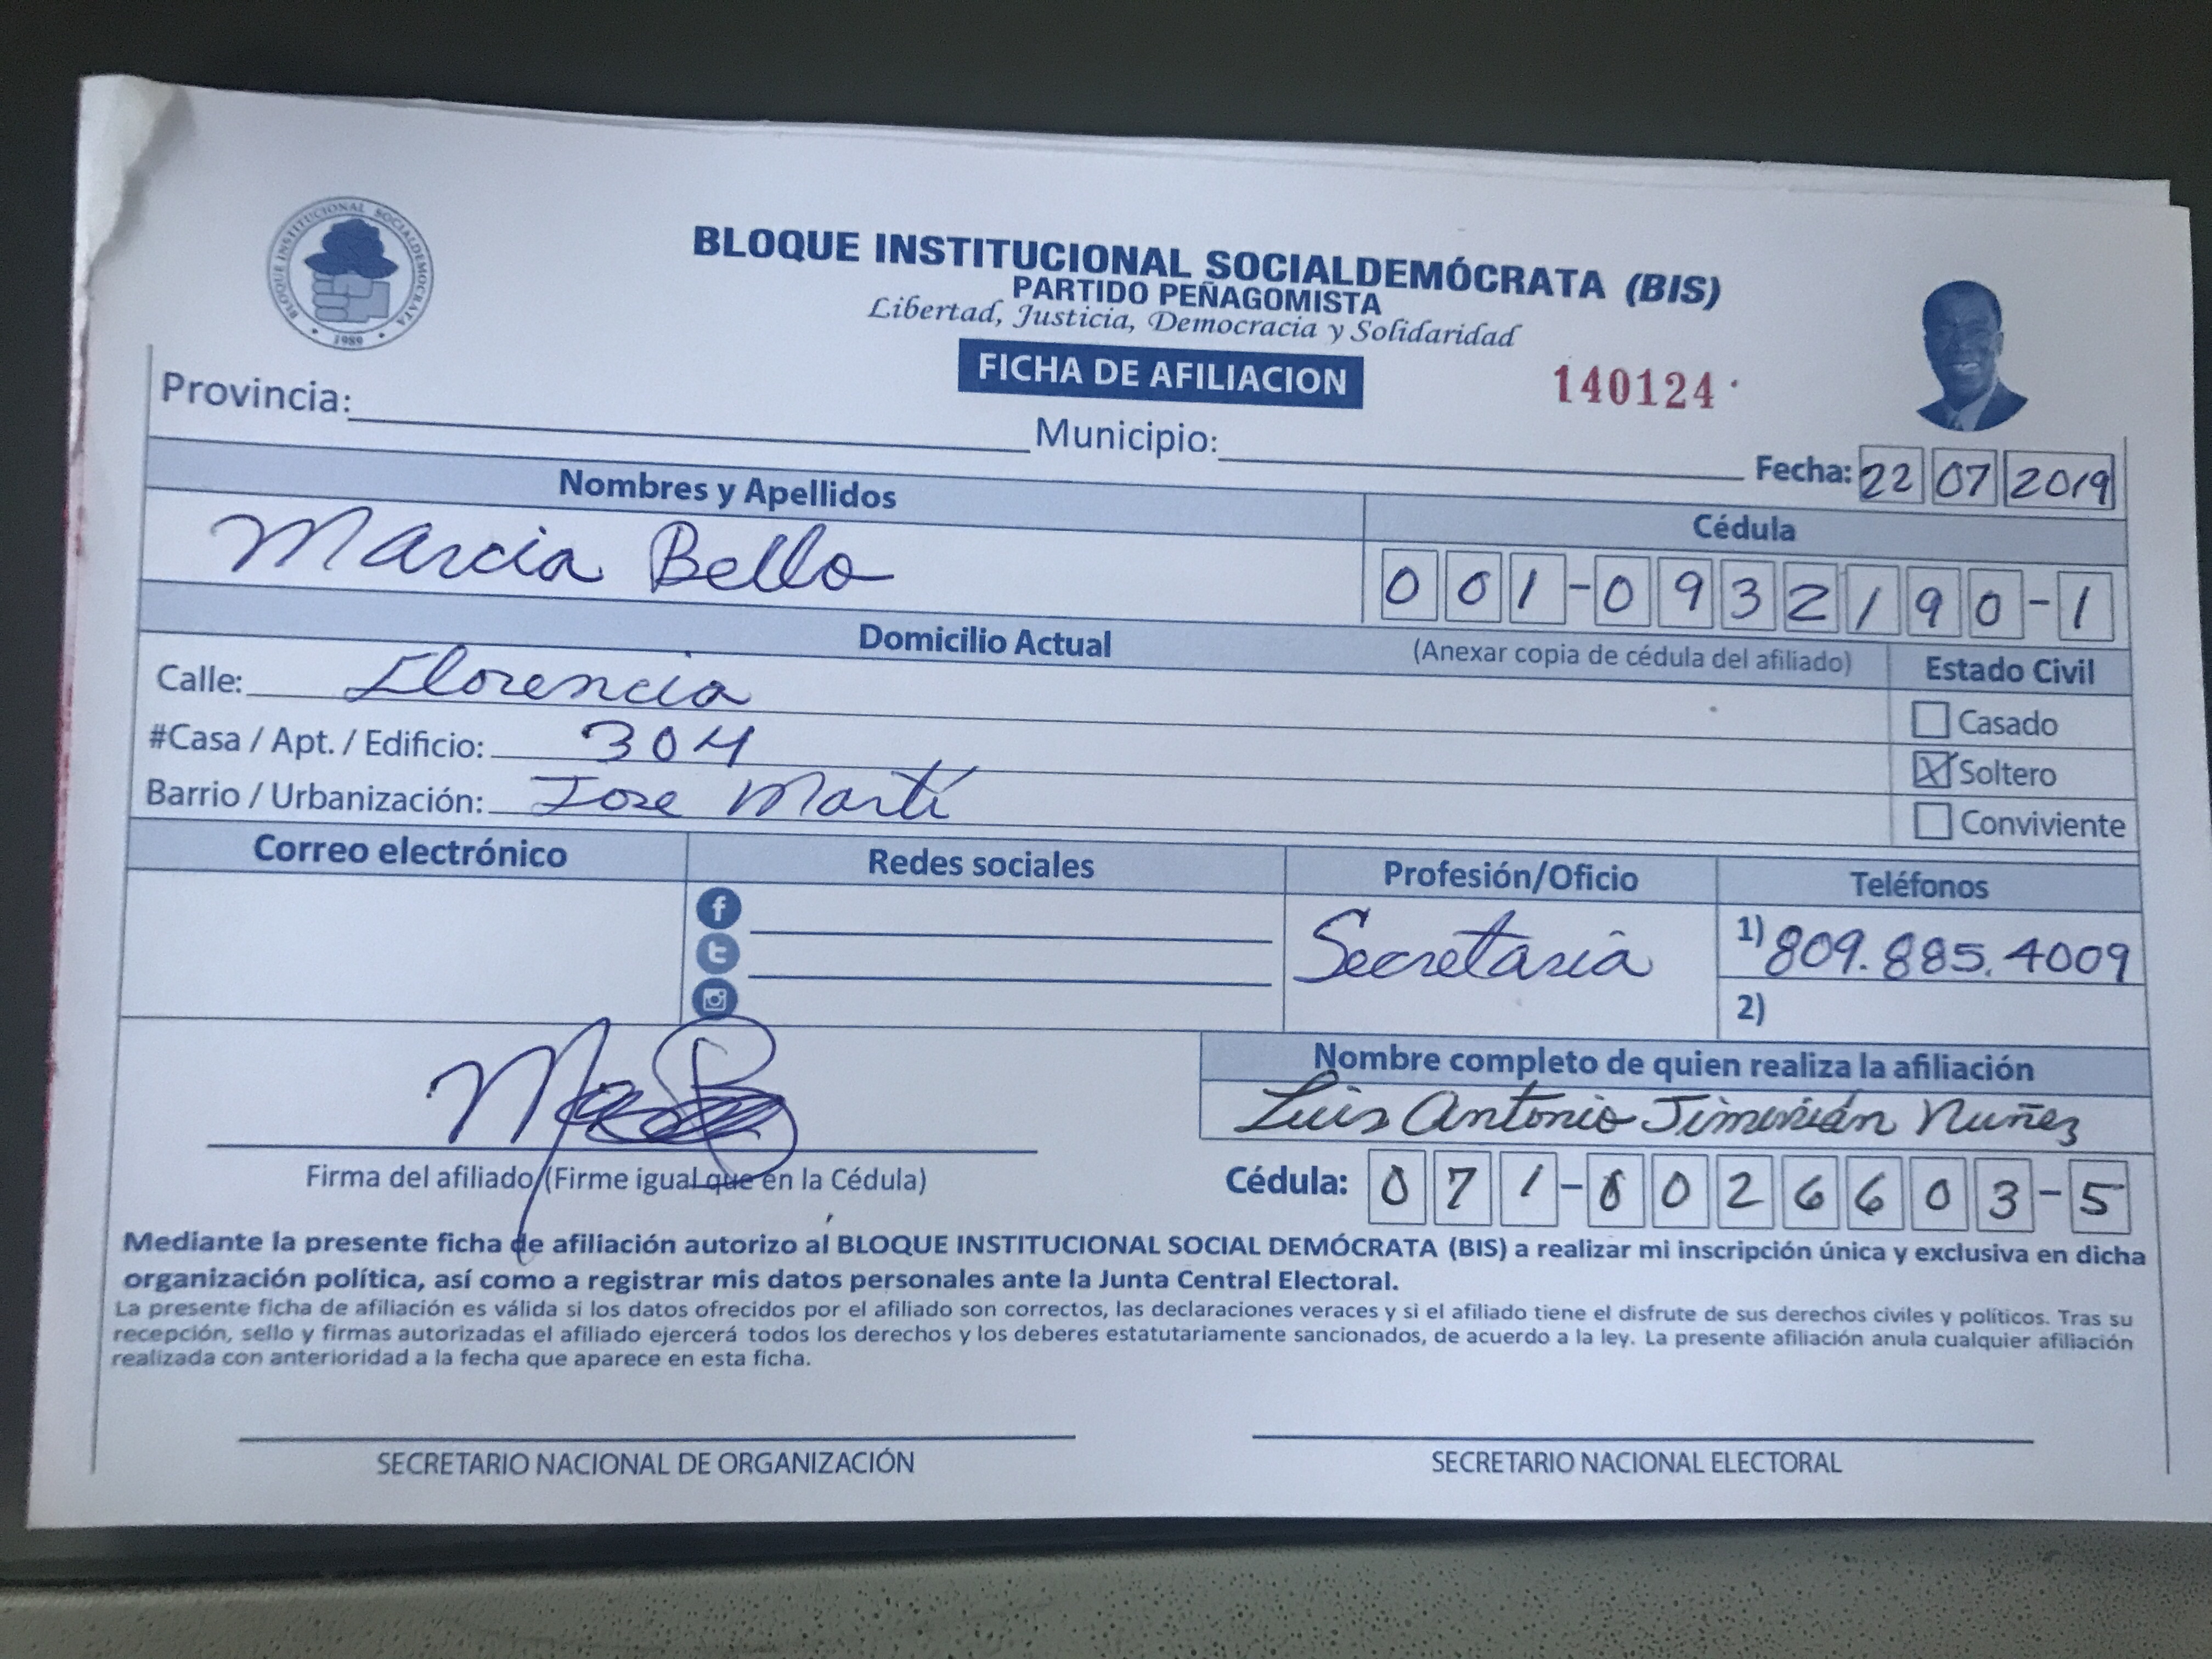 BLOQUE INSTITUCIONAL SOCIALDEMOCRATA
1989
BLOQUE INSTITUCIONAL SOCIALDEMÓCRATA (BIS)
PARTIDO PEÑAGOMISTA
Libertad, Justicia, Democracia y Solidaridad
FICHA DE AFILIACION 140124
Provincia: Municipio: Fecha: 22 07 2019
Nombres y Apellidos Cédula
Marcia Bello 001-0932190-1
Domicilio Actual (Anexar copia de cédula del afiliado) Estado Civil
Calle: Florencia Casado
#Casa / Apt. / Edificio: 304 Soltero
Barrio / Urbanización: Jose Martí Conviviente
Correo electrónico Redes sociales Profesión/Oficio Teléfonos
Secretaria 1) 809.885.4009
2)
Nombre completo de quien realiza la afiliación
Luis Antonio Nuñez
Firma del afiliado (Firme igual que en la Cédula) Cédula: 071-0026603-5
Mediante la presente ficha de afiliación autorizo al BLOQUE INSTITUCIONAL SOCIAL DEMÓCRATA (BIS) a realizar mi inscripción única y exclusiva en dicha
organización política, así como a registrar mis datos personales ante la Junta Central Electoral.
La presente ficha de afiliación es válida si los datos ofrecidos por el afiliado son correctos, las declaraciones veraces y si el afiliado tiene el disfrute de sus derechos civiles y políticos. Tras su
recepción, sello y firmas autorizadas el afiliado ejercerá todos los derechos y los deberes estatutariamente sancionados, de acuerdo a la ley. La presente afiliación anula cualquier afiliación
realizada con anterioridad a la fecha que aparece en esta ficha.
SECRETARIO NACIONAL DE ORGANIZACIÓN SECRETARIO NACIONAL ELECTORAL